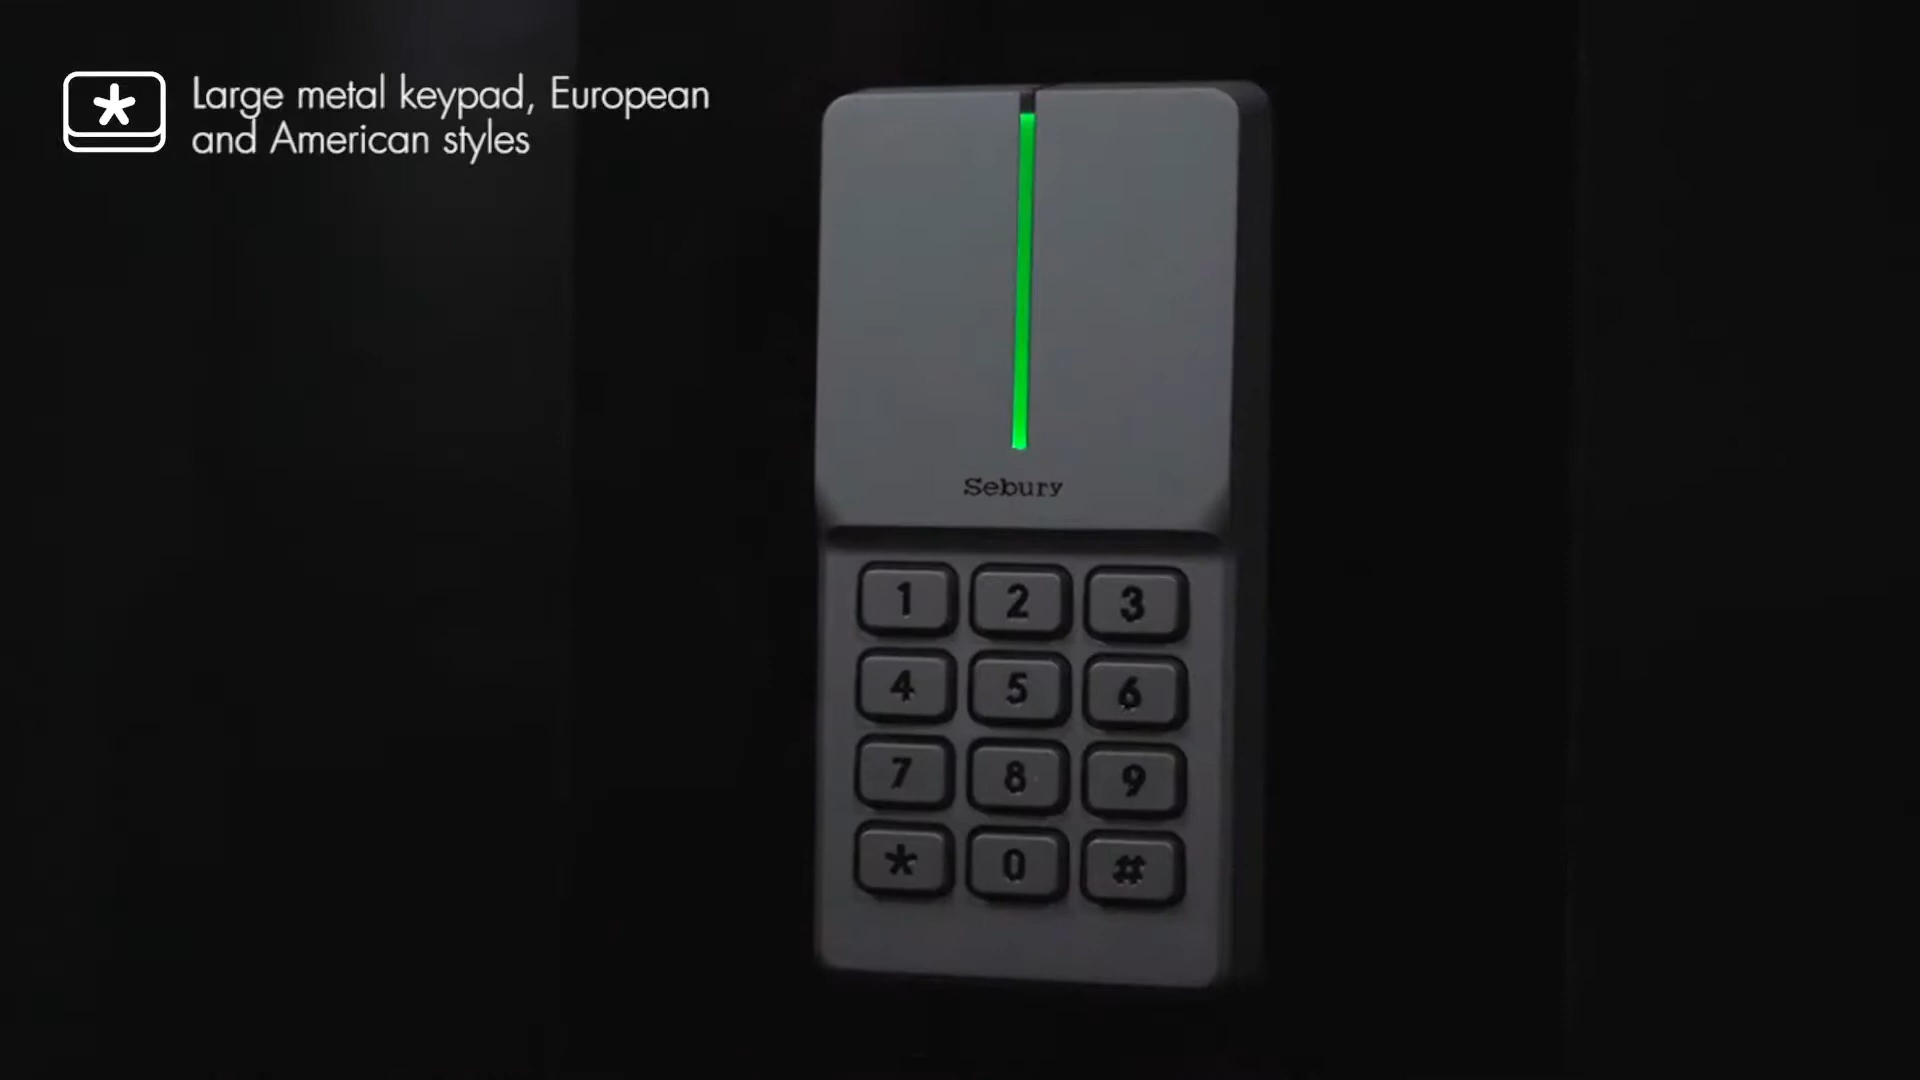 Large metal keypad, European
and American styles
Sebury
1 2 3
4 5 6
7 8 9
* 0 #